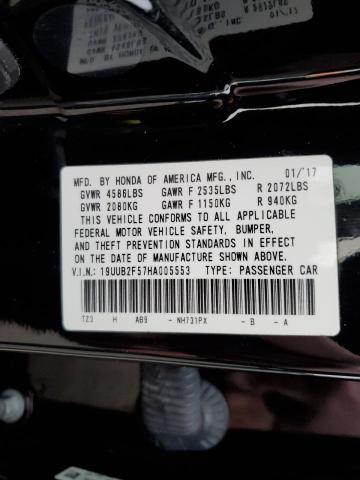 MFD. BY HONDA OF AMERICA MFG., INC. 01/17
GVWR 4586LBS GAWR F 2535LBS R 2072LBS
GVWR 2080KG GAWR F 1150KG R 940KG
THIS VEHICLE CONFORMS TO ALL APPLICABLE
FEDERAL MOTOR VEHICLE SAFETY, BUMPER,
AND THEFT PREVENTION STANDARDS IN EFFECT
ON THE DATE OF MANUFACTURE SHOWN ABOVE.
V.I.N.: 19UUB2F57HA005553 TYPE: PASSENGER CAR
TZ3 H AB9 - NH731PX - B - A